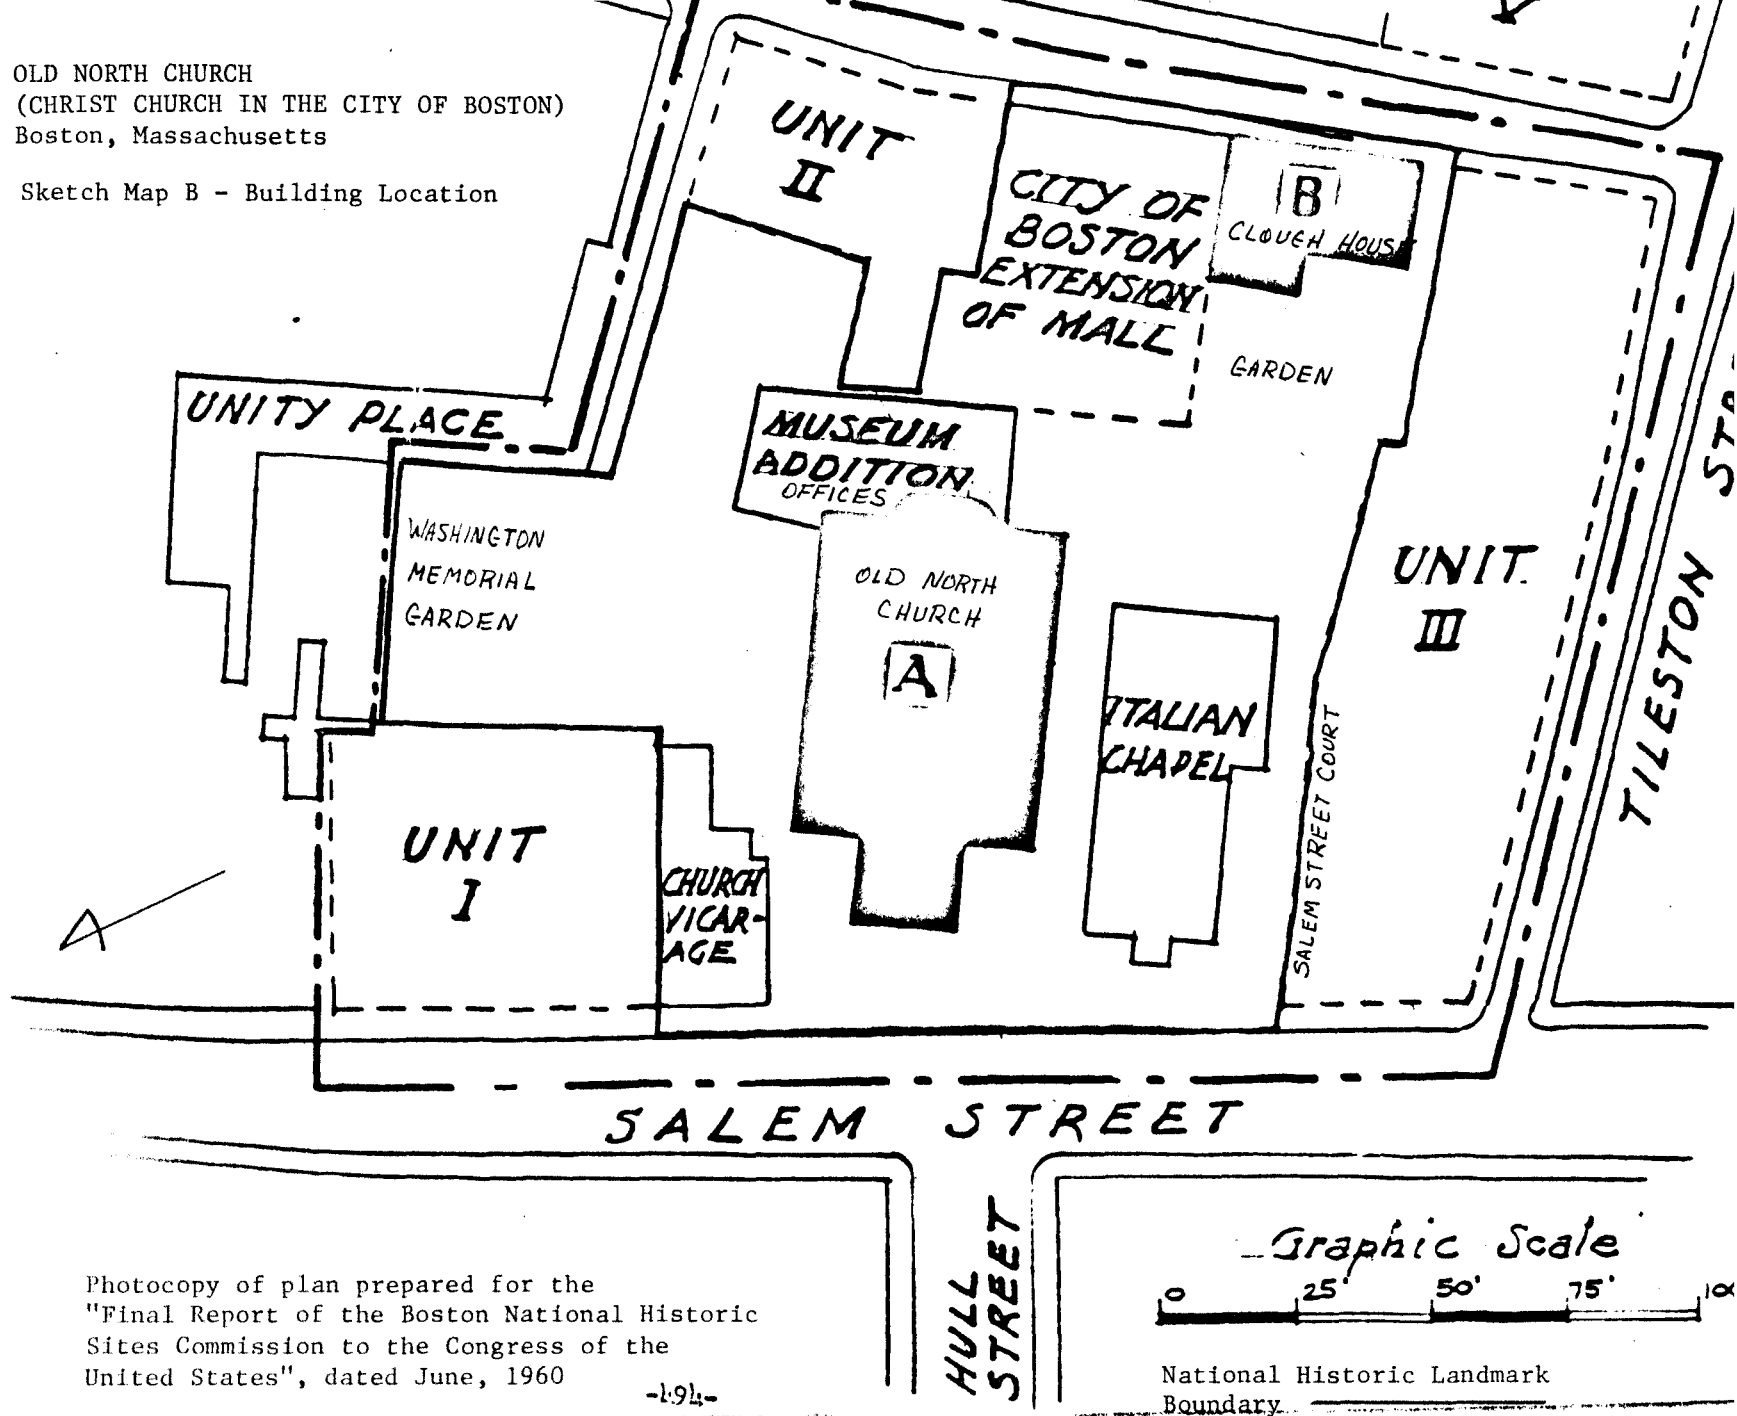 OLD NORTH CHURCH
(CHRIST CHURCH IN THE CITY OF BOSTON)
Boston, Massachusetts
Sketch Map B - Building Location
UNIT
II
CITY OF
BOSTON
EXTENSION
OF MALL
B
CLOUGH HOUSE
GARDEN
UNITY PLACE
MUSEUM
ADDITION
OFFICES
WASHINGTON
MEMORIAL
GARDEN
OLD NORTH
CHURCH
A
UNIT
III
TILESTON
ITALIAN
CHAPEL
SALEM STREET COURT
UNIT
I
CHURCH
VICAR-
AGE
SALEM STREET
HULL
STREET
Graphic Scale
0 25' 50' 75'
Photocopy of plan prepared for the
"Final Report of the Boston National Historic
Sites Commission to the Congress of the
United States", dated June, 1960
National Historic Landmark
Boundary